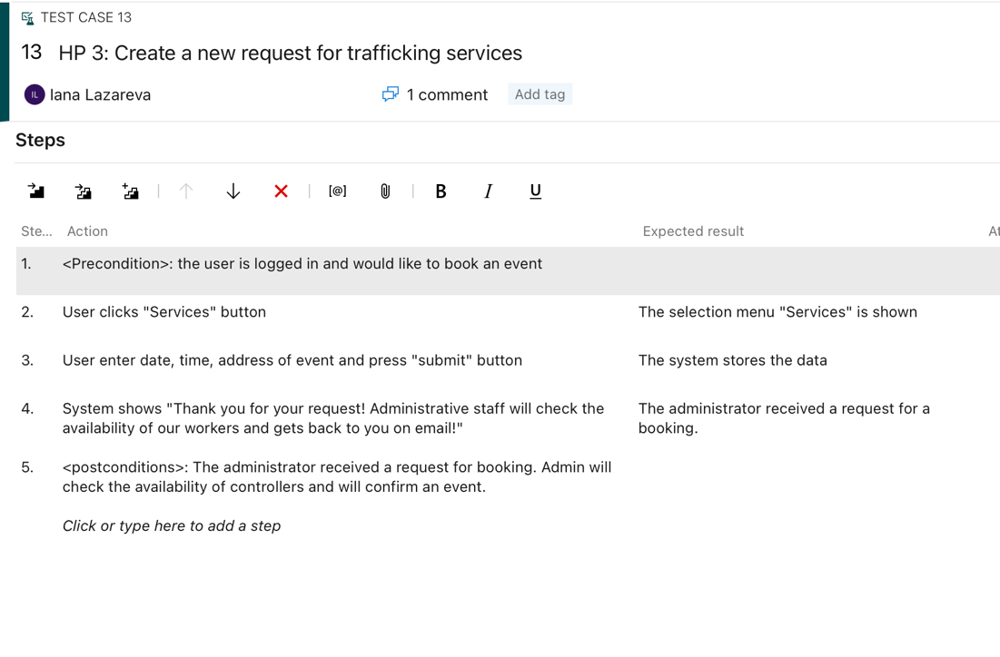 TEST CASE 13
13 HP 3: Create a new request for trafficking services
IL Iana Lazareva 1 comment Add tag
Steps
[@] B I U
Ste... Action Expected result At
1. <Precondition>: the user is logged in and would like to book an event
2. User clicks "Services" button The selection menu "Services" is shown
3. User enter date, time, address of event and press "submit" button The system stores the data
4. System shows "Thank you for your request! Administrative staff will check the The administrator received a request for a
availability of our workers and gets back to you on email!" booking.
5. <postconditions>: The administrator received a request for booking. Admin will
check the availability of controllers and will confirm an event.
Click or type here to add a step